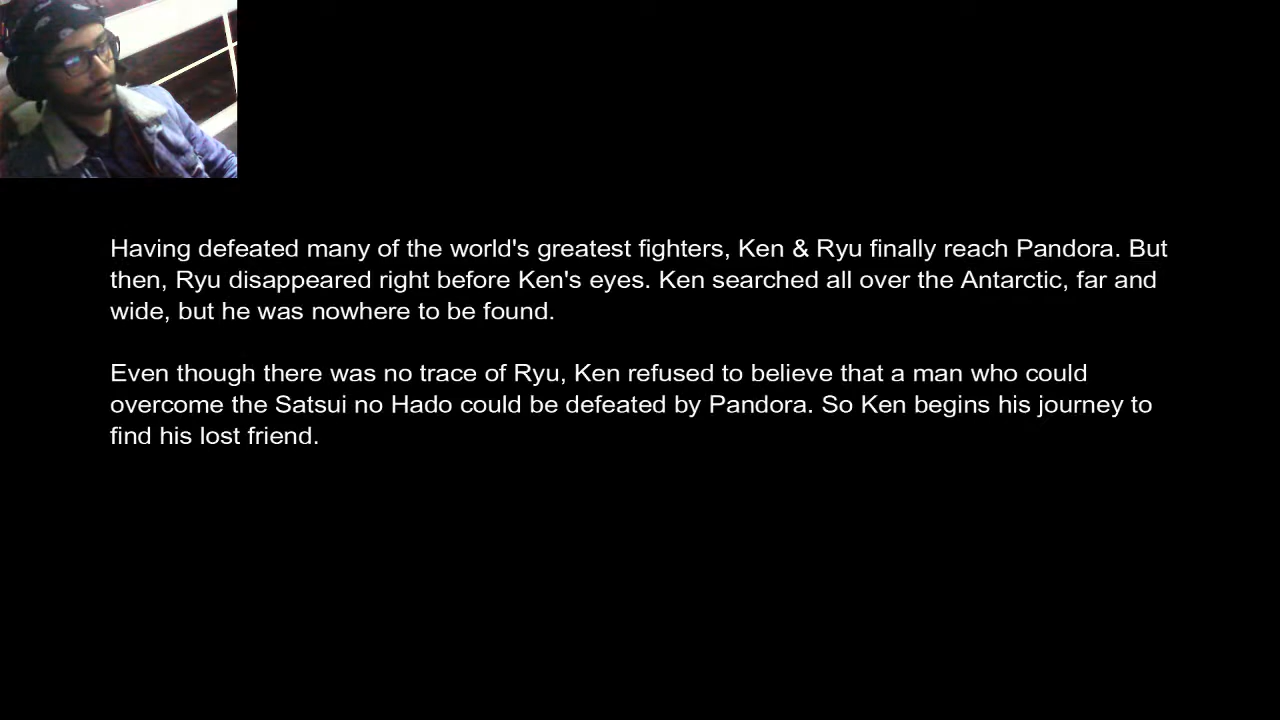 Having defeated many of the world's greatest fighters, Ken & Ryu finally reach Pandora. But
then, Ryu disappeared right before Ken's eyes. Ken searched all over the Antarctic, far and
wide, but he was nowhere to be found.
Even though there was no trace of Ryu, Ken refused to believe that a man who could
overcome the Satsui no Hado could be defeated by Pandora. So Ken begins his journey to
find his lost friend.